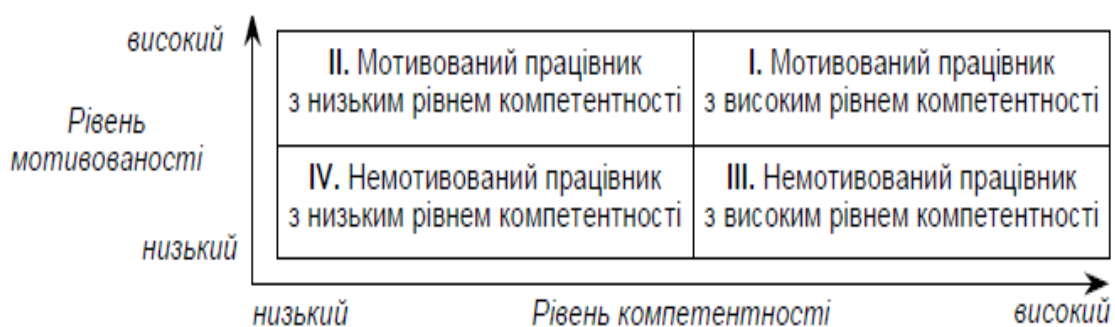 високий
II. Мотивований працівник
з низьким рівнем компетентності
I. Мотивований працівник
з високим рівнем компетентності
Рівень
мотивованості
IV. Немотивований працівник
з низьким рівнем компетентності
III. Немотивований працівник
з високим рівнем компетентності
низький
низький
Рівень компетентності
високий